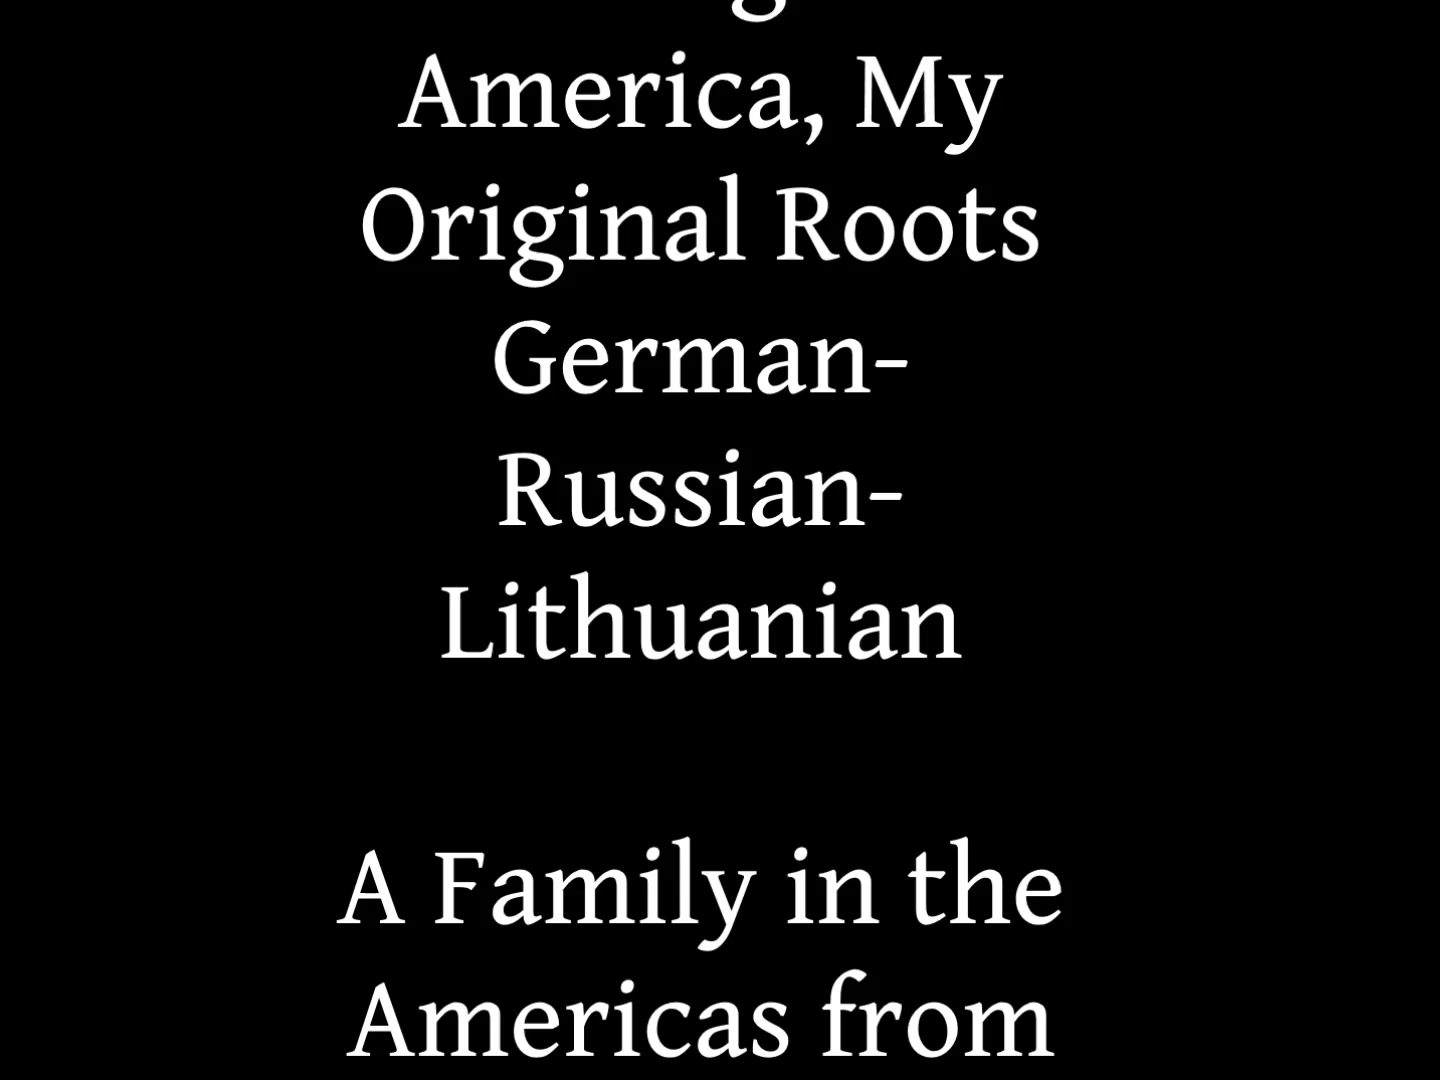 America, My
Original Roots
German-
Russian-
Lithuanian
A Family in the
Americas from